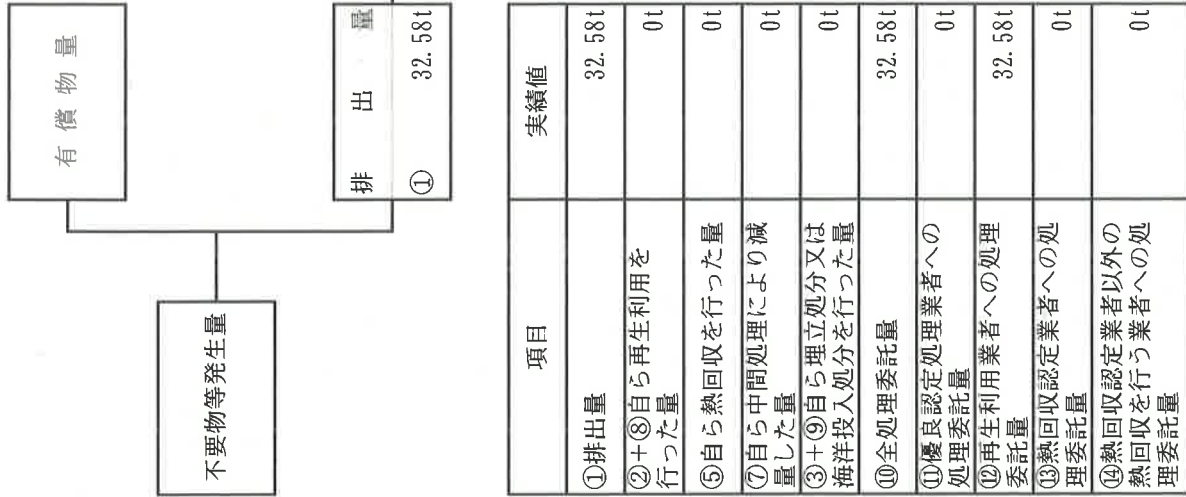 有償物量
不要物等発生量
排出量
① 32.58t
項目 実績値
①排出量 32.58t
②+⑧自ら再生利用を
行った量 0t
⑤自ら熱回収を行った量 0t
⑦自ら中間処理により減
量した量 0t
③+⑨自ら埋立処分又は
海洋投入処分を行った量 0t
⑩全処理委託量 32.58t
⑪優良認定処理業者への
処理委託量 0t
⑫再生利用業者への処理
委託量 32.58t
⑬熱回収認定業者への処
理委託量 0t
⑭熱回収認定業者以外の
熱回収を行う業者への処
理委託量 0t